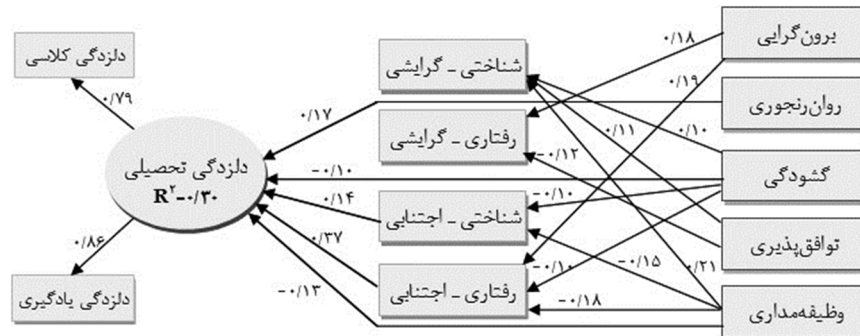 برون‌گرایی
روان‌رنجوری
گشودگی
توافق‌پذیری
وظیفه‌مداری
شناختی - گرایشی
رفتاری - گرایشی
شناختی - اجتنابی
رفتاری - اجتنابی
دلزدگی تحصیلی
R²-۰/۳۰
دلزدگی کلاسی
دلزدگی یادگیری
۰/۱۸
۰/۱۹
۰/۱۱
۰/۱۰
-۰/۱۲
-۰/۱۰
-۰/۱۰
-۰/۱۵
۰/۲۱
-۰/۱۸
۰/۱۷
-۰/۱۰
۰/۱۴
۰/۳۷
-۰/۱۳
۰/۷۹
۰/۸۶